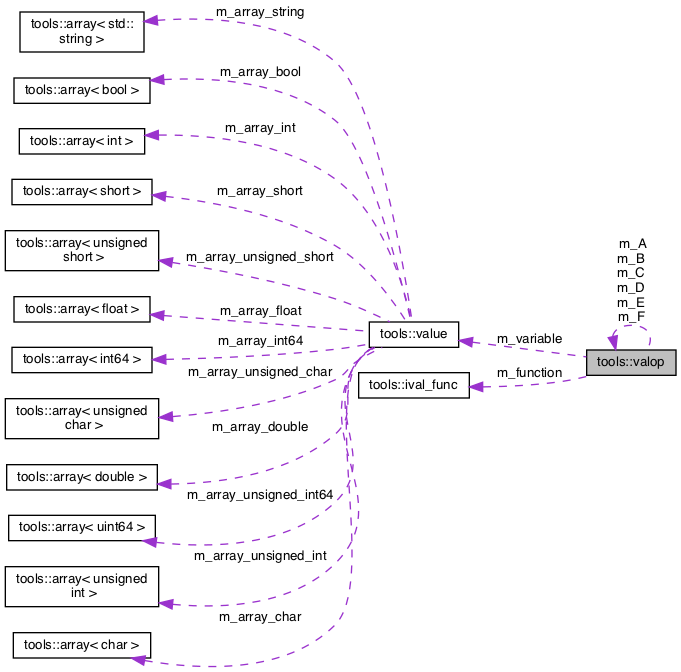 m_array_string
tools::array< std::
string >
m_array_bool
tools::array< bool >
m_array_int
tools::array< int >
m_array_short
tools::array< short >
tools::array< unsigned
short >
m_array_unsigned_short
m_A
m_B
m_C
m_D
m_E
m_F
tools::array< float >
m_array_float
tools::value
m_variable
tools::valop
m_array_int64
tools::array< int64 >
m_array_unsigned_char
tools::ival_func
m_function
tools::array< unsigned
char >
m_array_double
tools::array< double >
m_array_unsigned_int64
tools::array< uint64 >
m_array_unsigned_int
tools::array< unsigned
int >
m_array_char
tools::array< char >